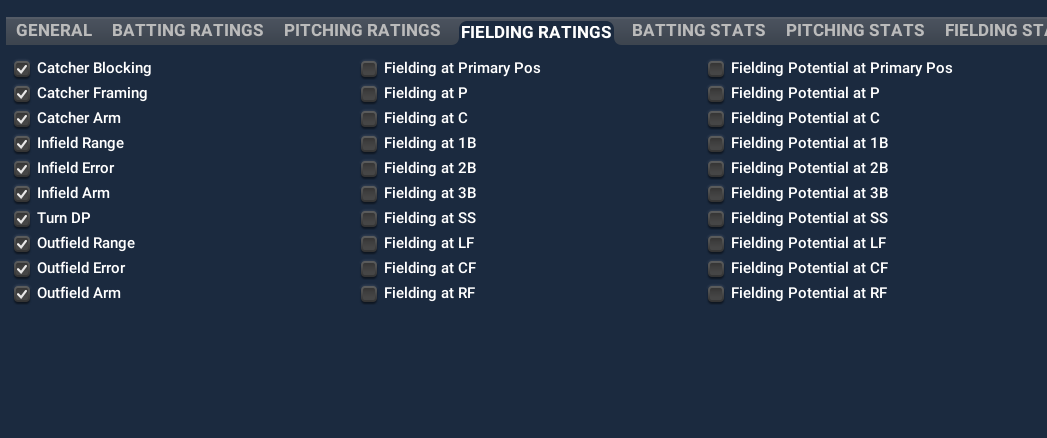 GENERAL BATTING RATINGS PITCHING RATINGS FIELDING RATINGS BATTING STATS PITCHING STATS FIELDING STA
Catcher Blocking Fielding at Primary Pos Fielding Potential at Primary Pos
Catcher Framing Fielding at P Fielding Potential at P
Catcher Arm Fielding at C Fielding Potential at C
Infield Range Fielding at 1B Fielding Potential at 1B
Infield Error Fielding at 2B Fielding Potential at 2B
Infield Arm Fielding at 3B Fielding Potential at 3B
Turn DP Fielding at SS Fielding Potential at SS
Outfield Range Fielding at LF Fielding Potential at LF
Outfield Error Fielding at CF Fielding Potential at CF
Outfield Arm Fielding at RF Fielding Potential at RF